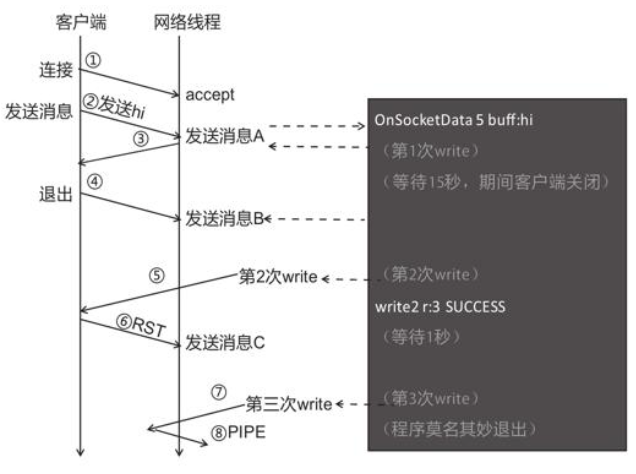 客户端
网络线程
连接
①
accept
发送消息
②发送hi
发送消息A
③
退出
④
发送消息B
⑤
第2次write
⑥RST
发送消息C
⑦
第三次write
⑧PIPE
OnSocketData 5 buff:hi
（第1次write）
（等待15秒，期间客户端关闭）
（第2次write）
write2 r:3 SUCCESS
（等待1秒）
（第3次write）
（程序莫名其妙退出）